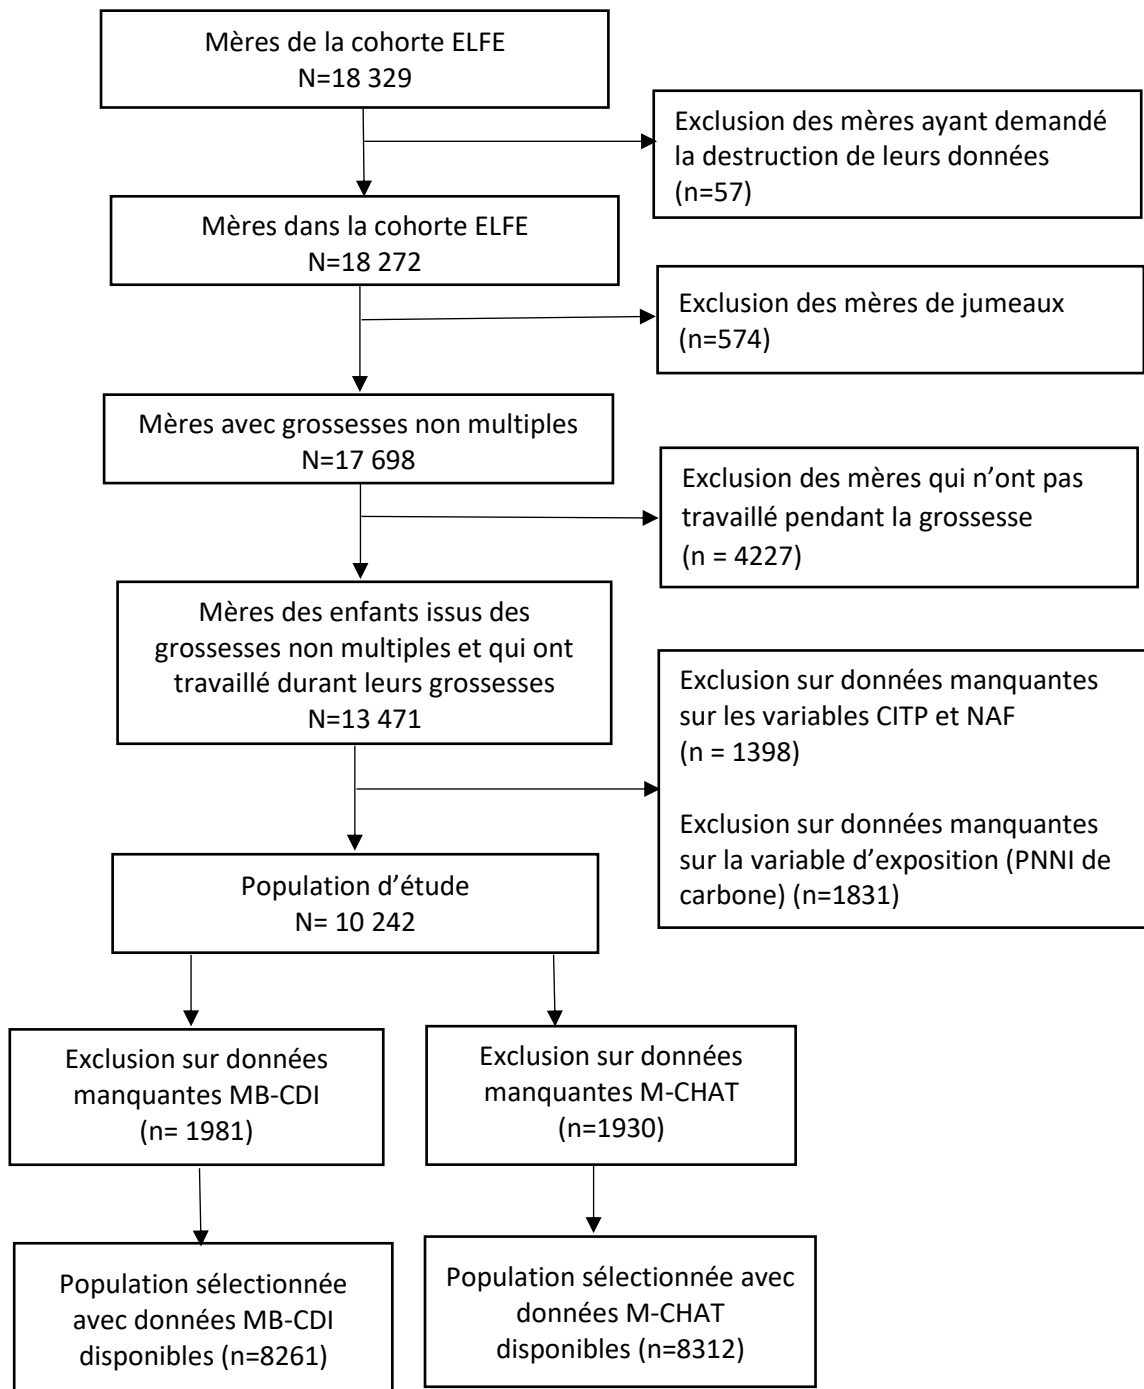 Mères de la cohorte ELFE
N=18 329
Exclusion des mères ayant demandé
la destruction de leurs données
(n=57)
Mères dans la cohorte ELFE
N=18 272
Exclusion des mères de jumeaux
(n=574)
Mères avec grossesses non multiples
N=17 698
Exclusion des mères qui n’ont pas
travaillé pendant la grossesse
(n = 4227)
Mères des enfants issus des
grossesses non multiples et qui ont
travaillé durant leurs grossesses
N=13 471
Exclusion sur données manquantes
sur les variables CITP et NAF
(n = 1398)
Exclusion sur données manquantes
sur la variable d’exposition (PNNI de
carbone) (n=1831)
Population d’étude
N= 10 242
Exclusion sur données
manquantes MB-CDI
(n= 1981)
Exclusion sur données
manquantes M-CHAT
(n=1930)
Population sélectionnée
avec données MB-CDI
disponibles (n=8261)
Population sélectionnée avec
données M-CHAT
disponibles (n=8312)